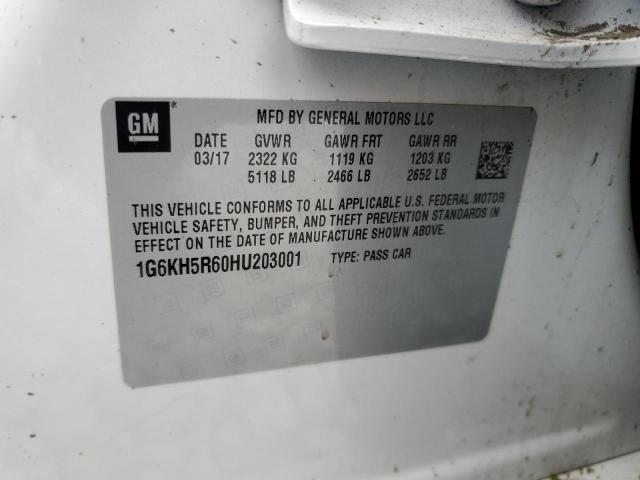 GM
MFD BY GENERAL MOTORS LLC
DATE GVWR GAWR FRT GAWR RR
03/17 2322 KG 1119 KG 1203 KG
5118 LB 2466 LB 2652 LB
THIS VEHICLE CONFORMS TO ALL APPLICABLE U.S. FEDERAL MOTOR
VEHICLE SAFETY, BUMPER, AND THEFT PREVENTION STANDARDS IN
EFFECT ON THE DATE OF MANUFACTURE SHOWN ABOVE.
1G6KH5R60HU203001 TYPE: PASS CAR